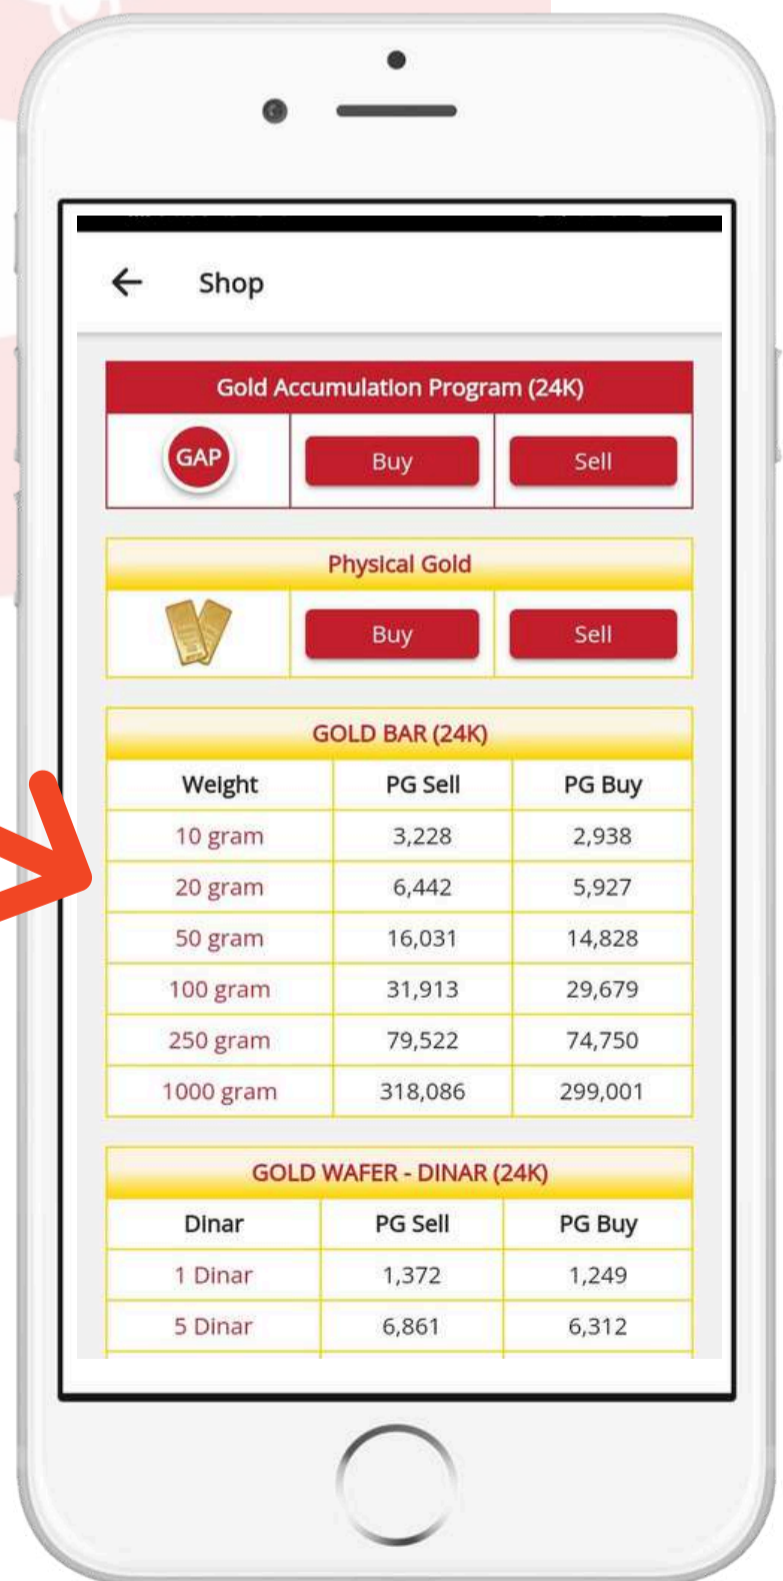 Shop
Gold Accumulation Program (24K)
GAP Buy Sell
Physical Gold
Buy Sell
GOLD BAR (24K)
Weight PG Sell PG Buy
10 gram 3,228 2,938
20 gram 6,442 5,927
50 gram 16,031 14,828
100 gram 31,913 29,679
250 gram 79,522 74,750
1000 gram 318,086 299,001
GOLD WAFER - DINAR (24K)
Dinar PG Sell PG Buy
1 Dinar 1,372 1,249
5 Dinar 6,861 6,312